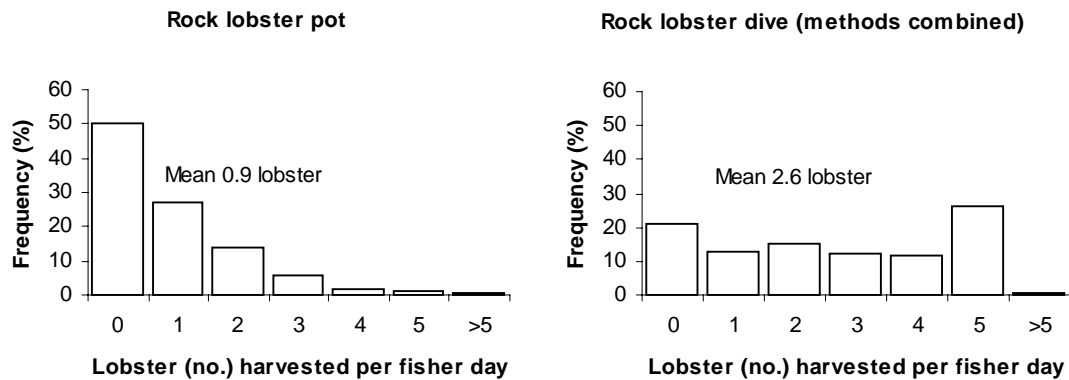 Rock lobster pot
60
50
40
30
20
10
0
Frequency (%)
Mean 0.9 lobster
0 1 2 3 4 5 >5
Lobster (no.) harvested per fisher day
Rock lobster dive (methods combined)
60
50
40
30
20
10
0
Frequency (%)
Mean 2.6 lobster
0 1 2 3 4 5 >5
Lobster (no.) harvested per fisher day